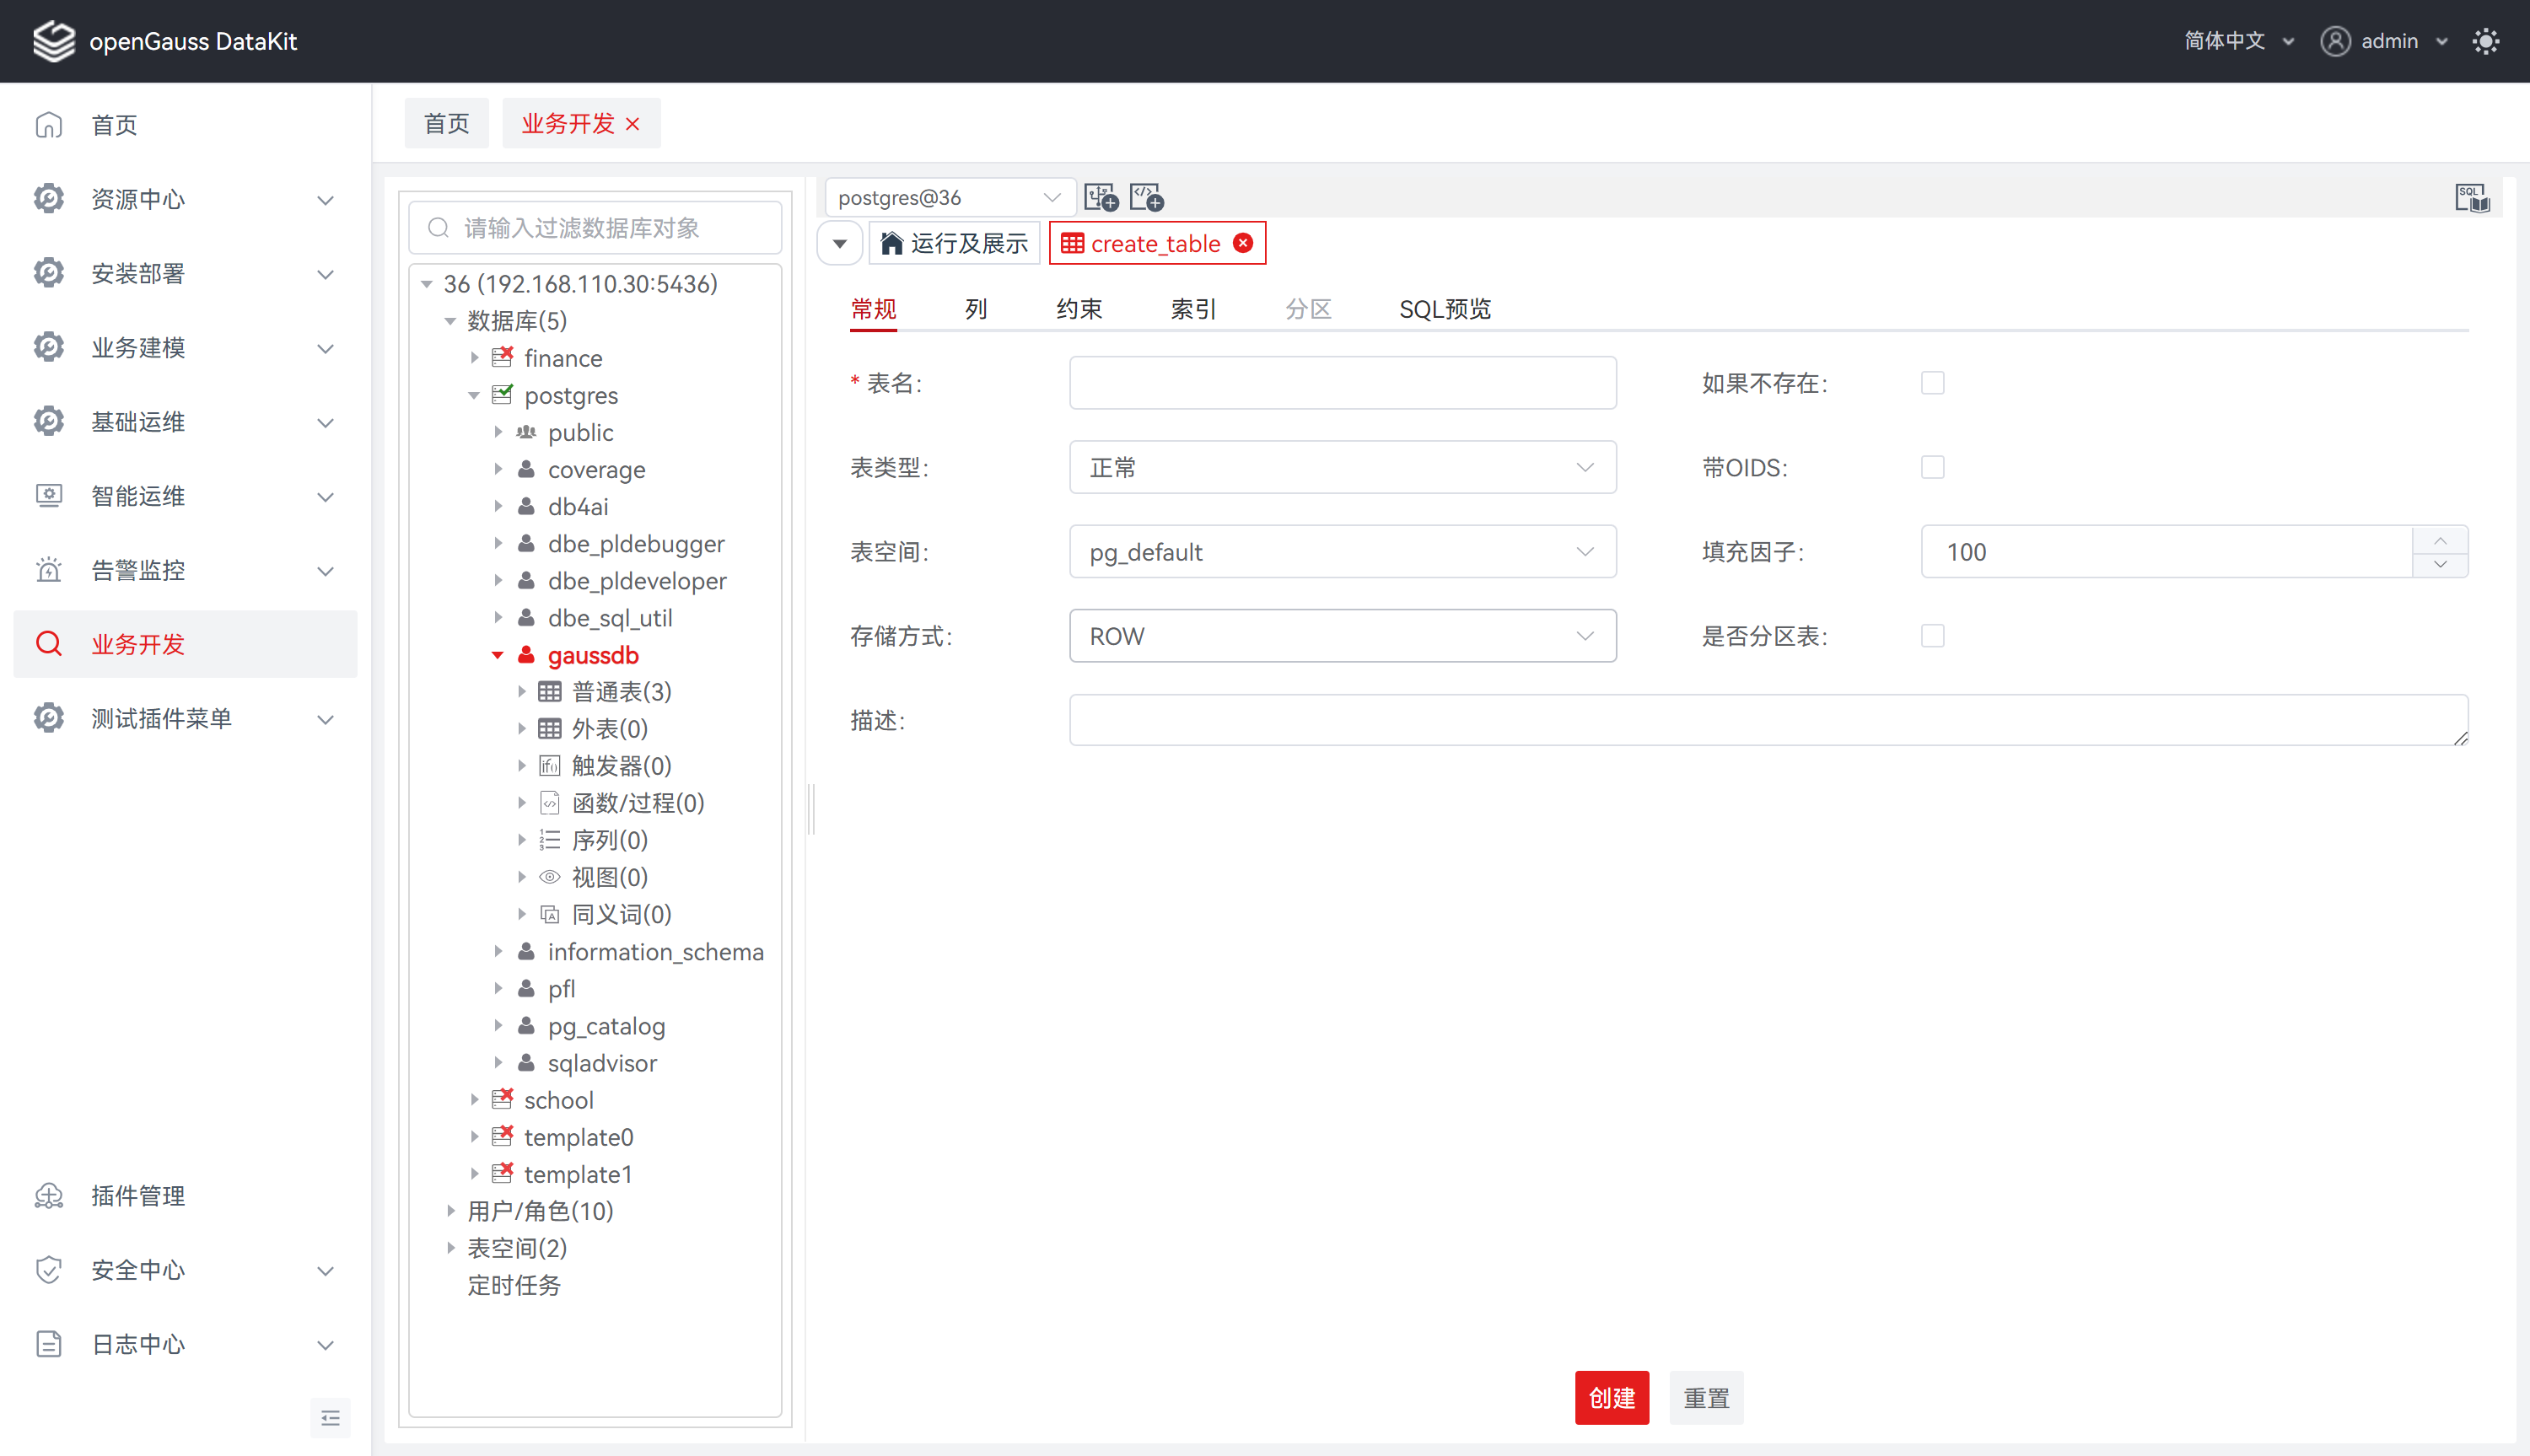 openGauss DataKit
简体中文
admin
首页
资源中心
安装部署
业务建模
基础运维
智能运维
告警监控
业务开发
测试插件菜单
插件管理
安全中心
日志中心
首页
业务开发
请输入过滤数据库对象
36 (192.168.110.30:5436)
数据库(5)
finance
postgres
public
coverage
db4ai
dbe_pldebugger
dbe_pldeveloper
dbe_sql_util
gaussdb
普通表(3)
外表(0)
触发器(0)
函数/过程(0)
序列(0)
视图(0)
同义词(0)
information_schema
pfl
pg_catalog
sqladvisor
school
template0
template1
用户/角色(10)
表空间(2)
定时任务
postgres@36
SQL
运行及展示
create_table
常规 列 约束 索引 分区 SQL预览
* 表名:
如果不存在:
表类型: 正常
带OIDS:
表空间: pg_default
填充因子: 100
存储方式: ROW
是否分区表:
描述:
创建 重置